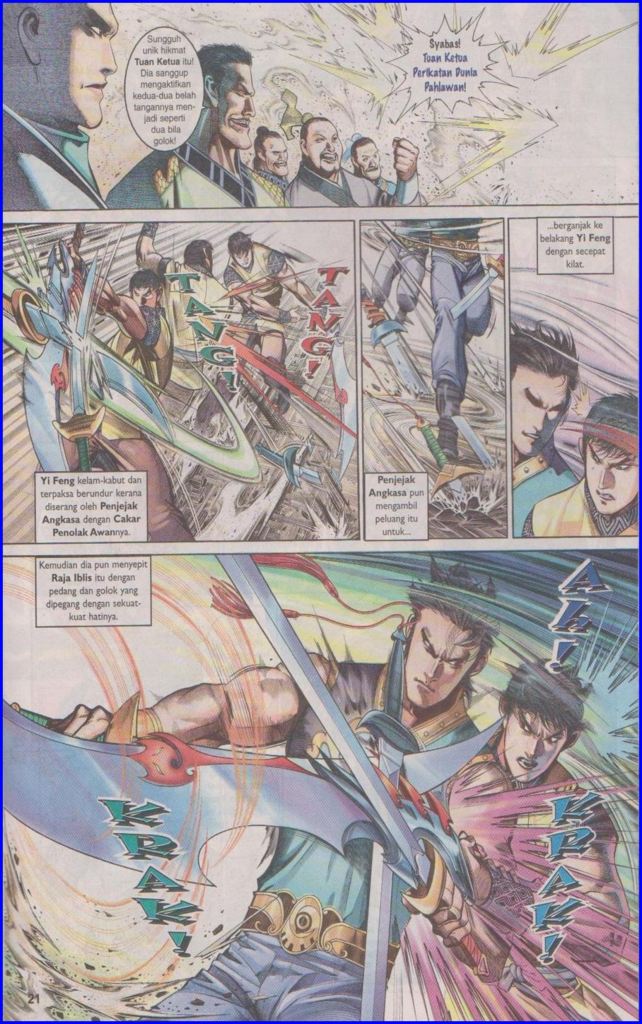 Sungguh
unik hikmat
Tuan Ketua itu!
Dia sanggup
mengaktifkan
kedua-dua belah
tangannya men-
jadi seperti
dua bila
golok!
Syabas!
Tuan Ketua
Perikatan Dunia
Pahlawan!
TANG!
TANG!
Yi Feng kelam-kabut dan
terpaksa berundur kerana
diserang oleh Penjejak
Angkasa dengan Cakar
Penolak Awannya.
Penjejak
Angkasa pun
mengambil
peluang itu
untuk...
...berganjak ke
belakang Yi Feng
dengan secepat
kilat.
Kemudian dia pun menyepit
Raja Iblis itu dengan
pedang dan golok yang
dipegang dengan sekuat-
kuat hatinya.
AH!
KRAK!
KRAK!
21